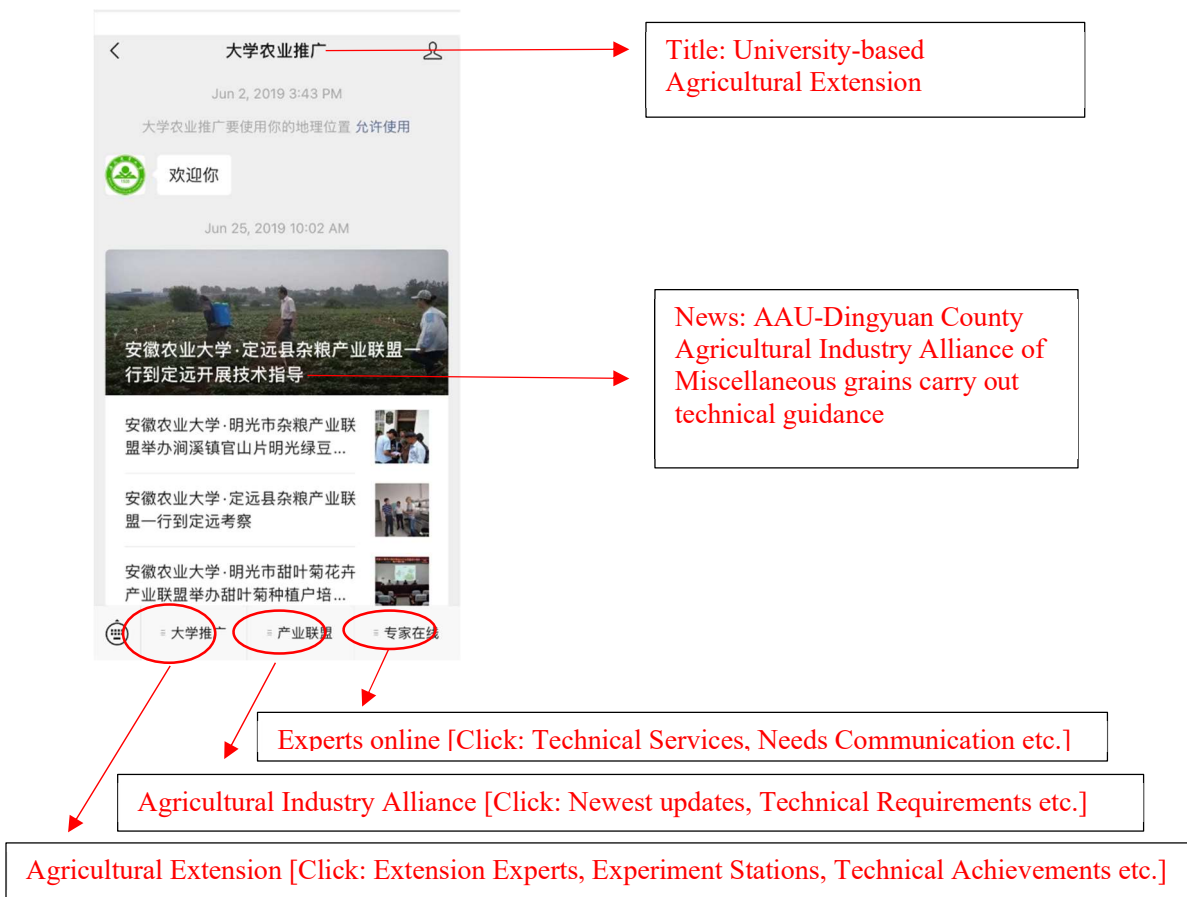 大学农业推广
Title: University-based
Agricultural Extension
Jun 2, 2019 3:43 PM
大学农业推广要使用你的地理位置 允许使用
欢迎你
Jun 25, 2019 10:02 AM
安徽农业大学·定远县杂粮产业联盟一
行到定远开展技术指导
News: AAU-Dingyuan County
Agricultural Industry Alliance of
Miscellaneous grains carry out
technical guidance
安徽农业大学·明光市杂粮产业联
盟举办涧溪镇官山片明光绿豆...
安徽农业大学·定远县杂粮产业联
盟一行到定远考察
安徽农业大学·明光市甜叶菊花卉
产业联盟举办甜叶菊种植户培...
大学推广 产业联盟 专家在线
Experts online [Click: Technical Services, Needs Communication etc.]
Agricultural Industry Alliance [Click: Newest updates, Technical Requirements etc.]
Agricultural Extension [Click: Extension Experts, Experiment Stations, Technical Achievements etc.]